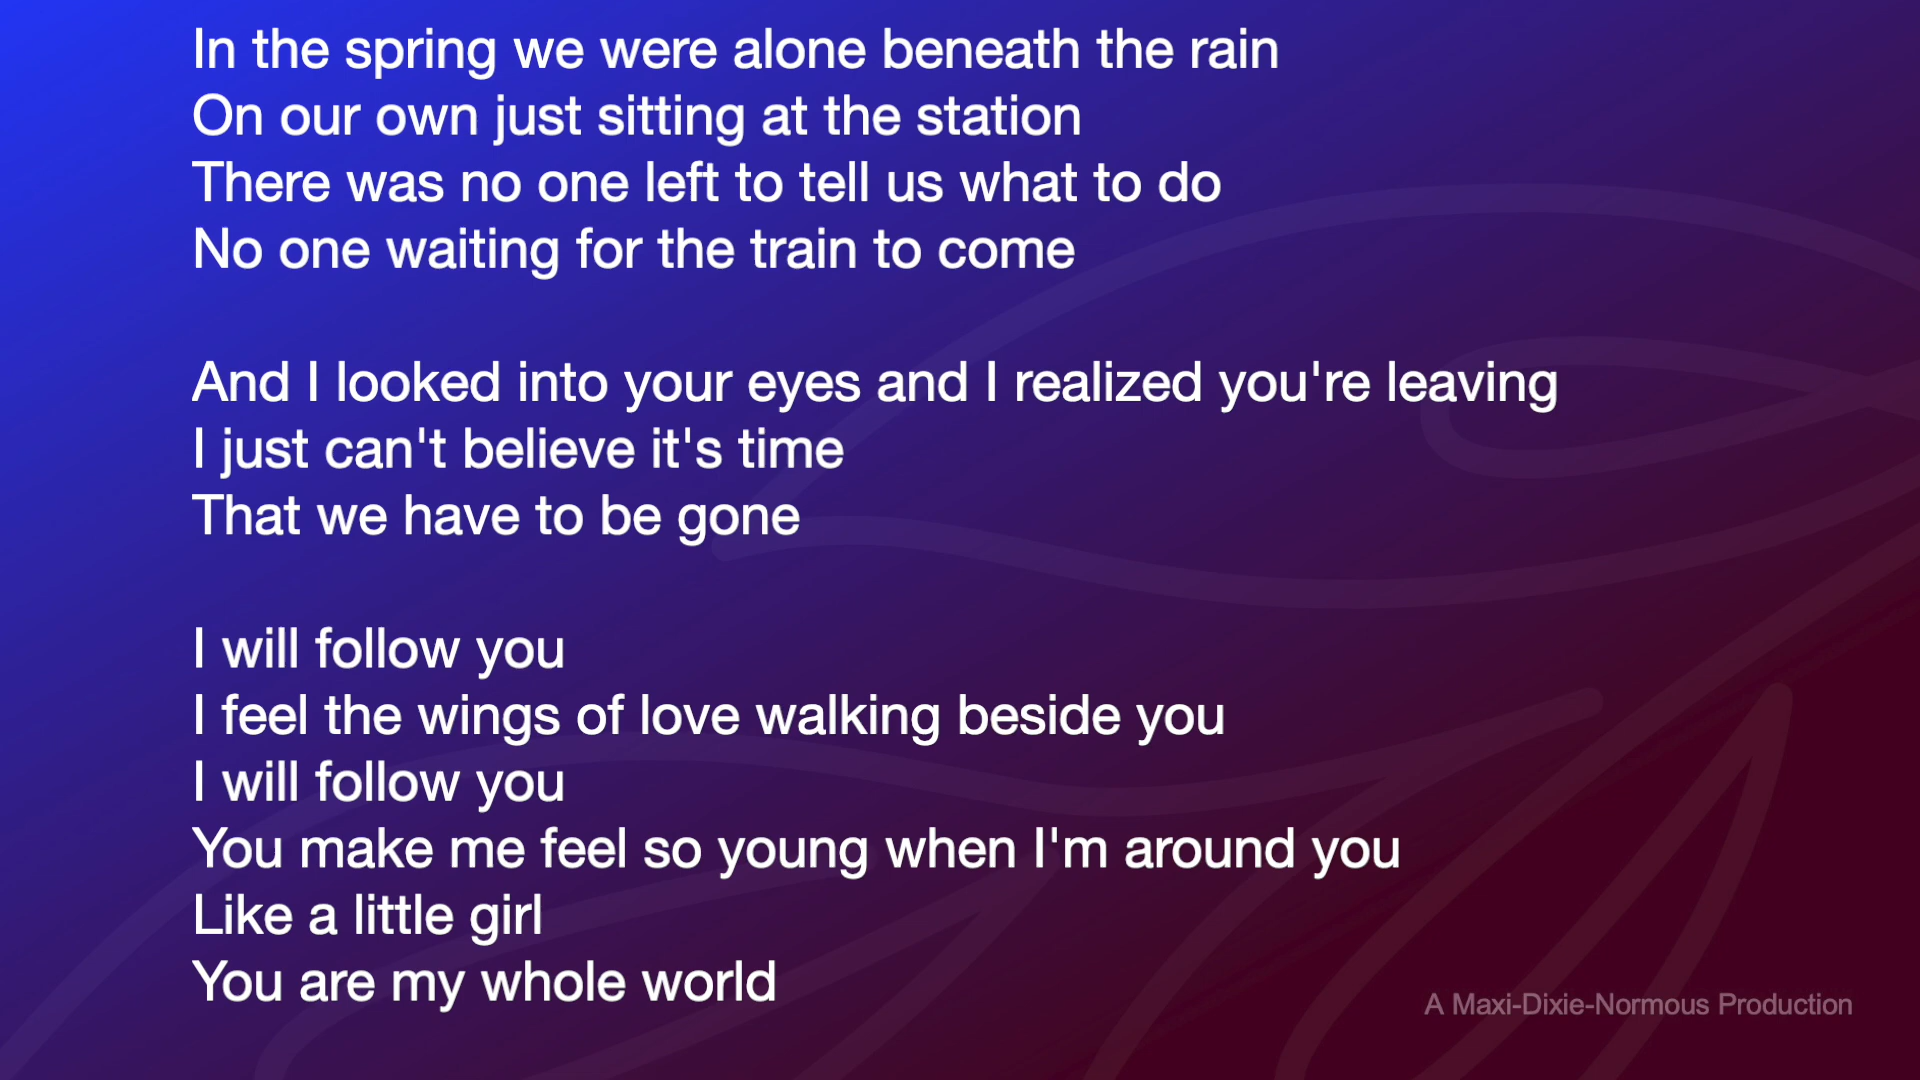 In the spring we were alone beneath the rain
On our own just sitting at the station
There was no one left to tell us what to do
No one waiting for the train to come
And I looked into your eyes and I realized you're leaving
I just can't believe it's time
That we have to be gone
I will follow you
I feel the wings of love walking beside you
I will follow you
You make me feel so young when I'm around you
Like a little girl
You are my whole world
A Maxi-Dixie-Normous Production